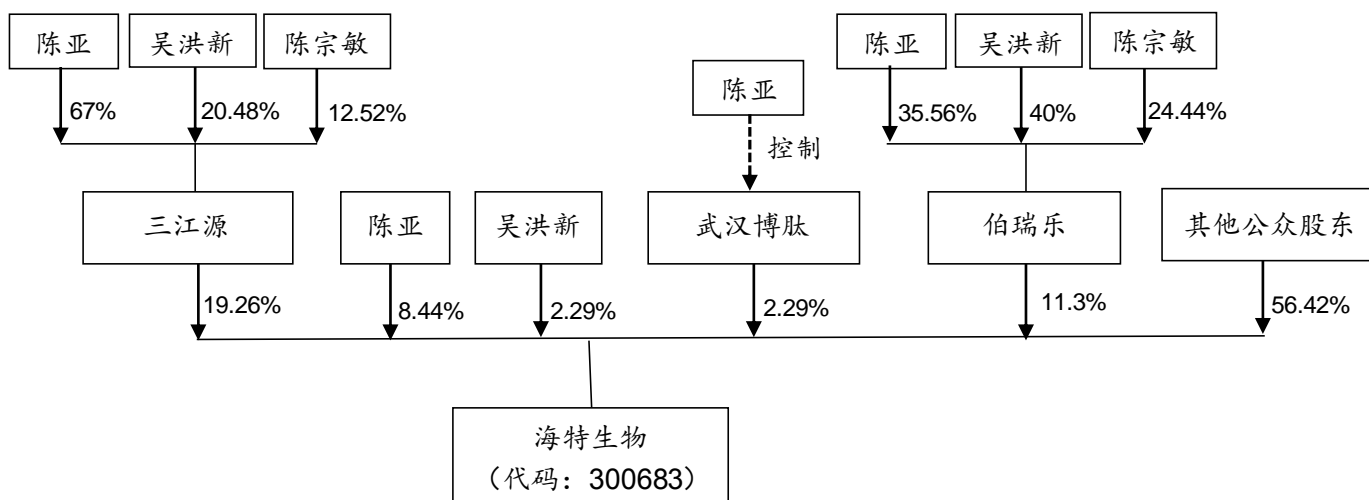 陈亚
吴洪新
陈宗敏
陈亚
吴洪新
陈宗敏
陈亚
67%
20.48%
12.52%
35.56%
40%
24.44%
控制
三江源
陈亚
吴洪新
武汉博肽
伯瑞乐
其他公众股东
19.26%
8.44%
2.29%
2.29%
11.3%
56.42%
海特生物
（代码：300683）